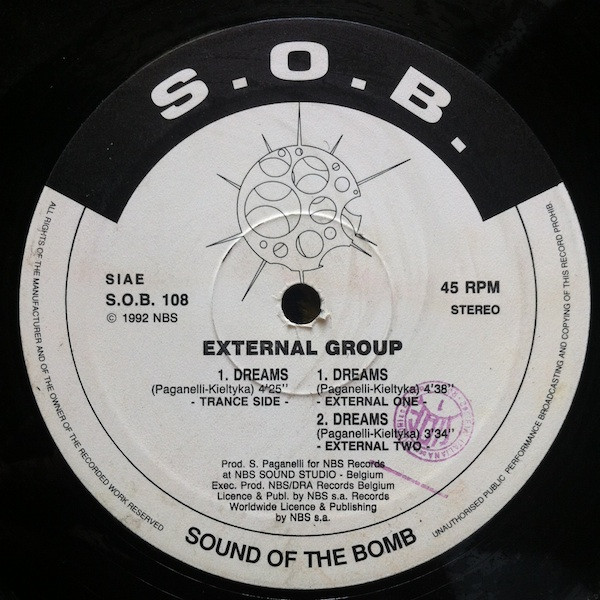 S.O.B.
SIAE
S.O.B. 108
© 1992 NBS
45 RPM
STEREO
EXTERNAL GROUP
1. DREAMS
(Paganelli-Kieltyka) 4'25"
- TRANCE SIDE -
1. DREAMS
(Paganelli-Kieltyka) 4'38"
- EXTERNAL ONE -
2. DREAMS
(Paganelli-Kieltyka) 3'34"
- EXTERNAL TWO -
Prod. S. Paganelli for NBS Records
at NBS SOUND STUDIO - Belgium
Exec. Prod. NBS/DRA Records Belgium
Licence & Publ. by NBS s.a. Records
Worldwide Licence & Publishing
by NBS s.a.
SOUND OF THE BOMB
ALL RIGHTS OF THE MANUFACTURER AND OF THE OWNER OF THE RECORDED WORK RESERVED
UNAUTHORISED PUBLIC PERFORMANCE BROADCASTING AND COPYING OF THIS RECORD PROHIB.